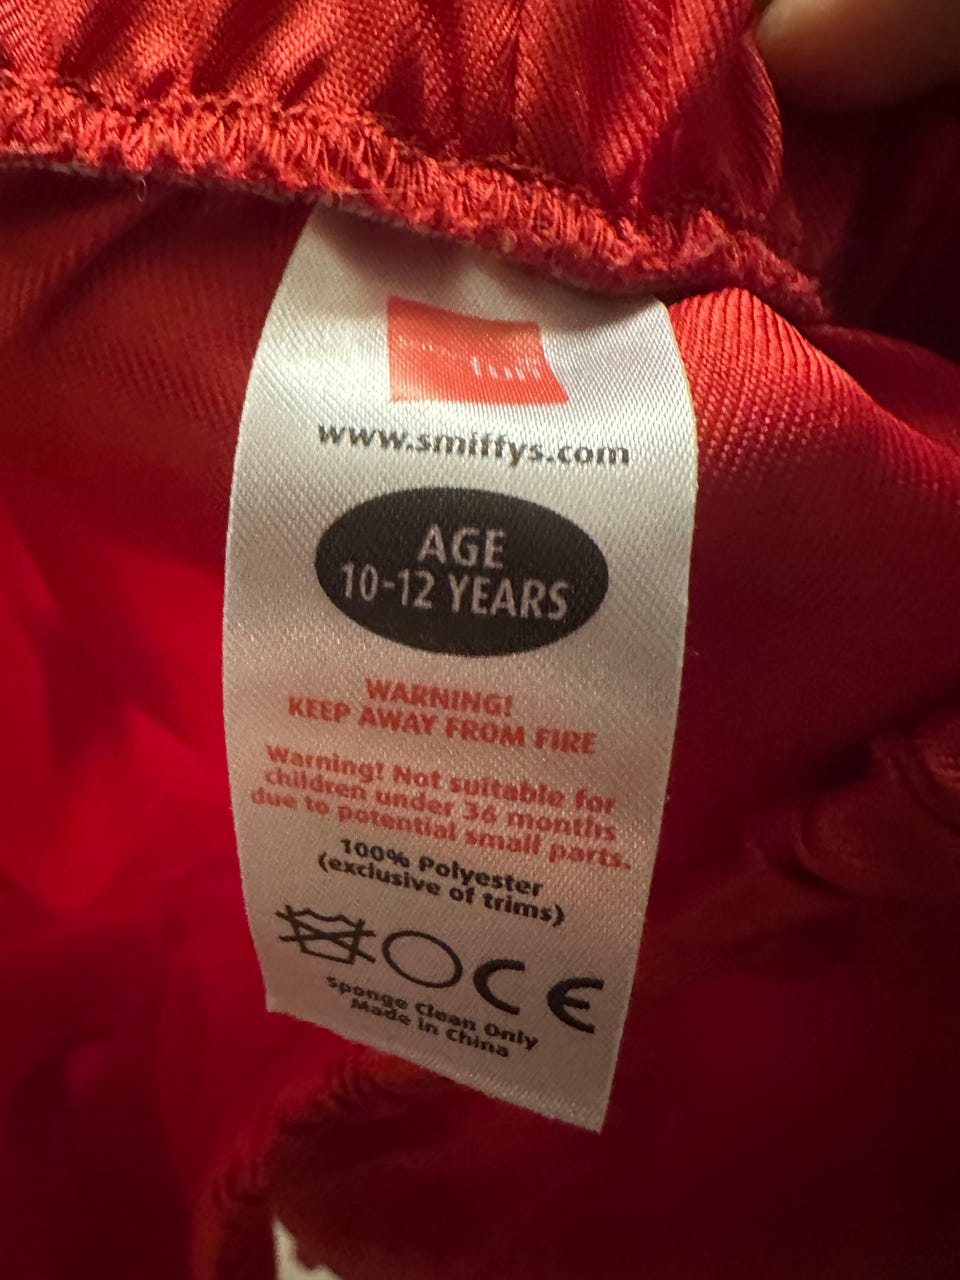 fun
www.smiffys.com
AGE
10-12 YEARS
WARNING!
KEEP AWAY FROM FIRE
Warning! Not suitable for
children under 36 months
due to potential small parts.
100% Polyester
(exclusive of trims)
CE
Sponge Clean Only
Made in China